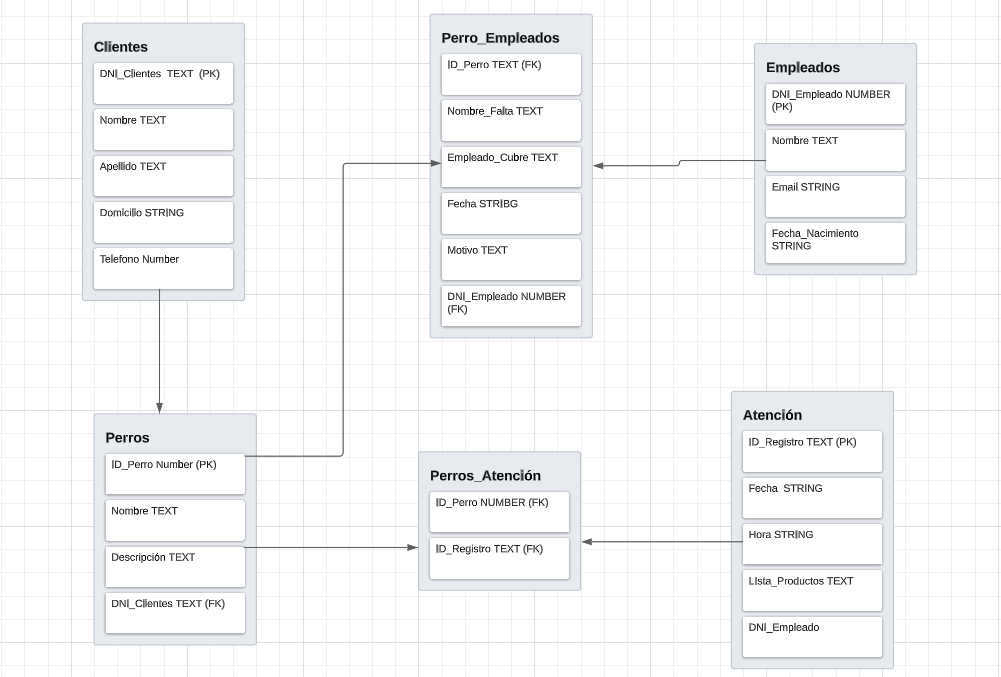 Clientes
DNI_Clientes TEXT (PK)
Nombre TEXT
Apellido TEXT
Domicilio STRING
Telefono Number
Perro_Empleados
ID_Perro TEXT (FK)
Nombre_Falta TEXT
Empleado_Cubre TEXT
Fecha STRIBG
Motivo TEXT
DNI_Empleado NUMBER
(FK)
Empleados
DNI_Empleado NUMBER
(PK)
Nombre TEXT
Email STRING
Fecha_Nacimiento
STRING
Perros
ID_Perro Number (PK)
Nombre TEXT
Descripción TEXT
DNI_Clientes TEXT (FK)
Perros_Atención
ID_Perro NUMBER (FK)
ID_Registro TEXT (FK)
Atención
ID_Registro TEXT (PK)
Fecha STRING
Hora STRING
LIsta_Productos TEXT
DNI_Empleado